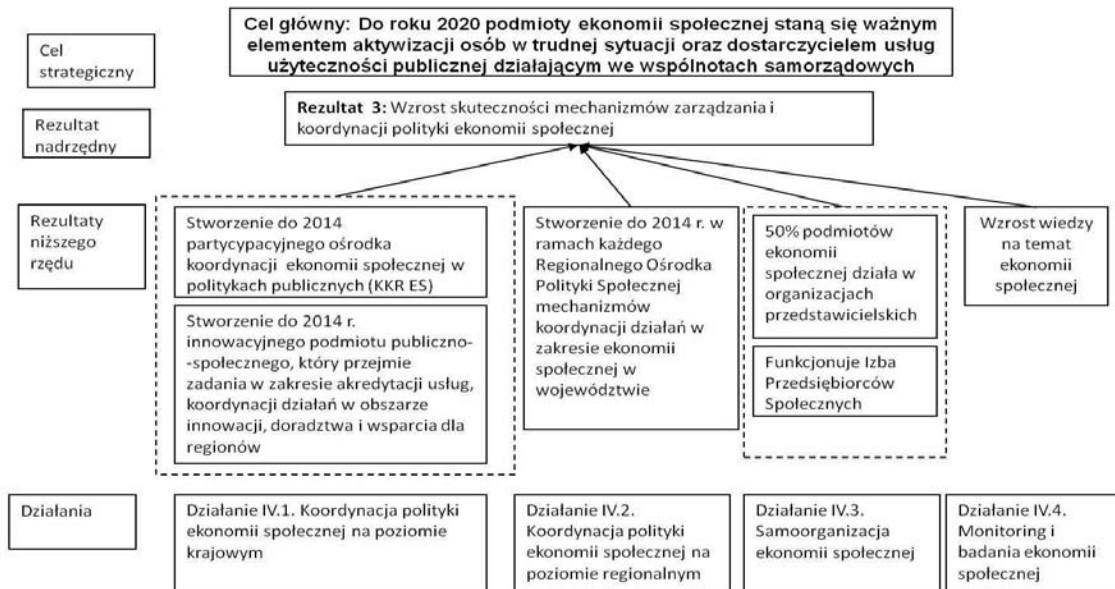 Cel strategiczny
Cel główny: Do roku 2020 podmioty ekonomii społecznej staną się ważnym
elementem aktywizacji osób w trudnej sytuacji oraz dostarczycielem usług
użyteczności publicznej działającym we wspólnotach samorządowych
Rezultat nadrzędny
Rezultat 3: Wzrost skuteczności mechanizmów zarządzania i
koordynacji polityki ekonomii społecznej
Rezultaty
niższego
rzędu
Stworzenie do 2014
partycypacyjnego ośrodka
koordynacji ekonomii społecznej w
politykach publicznych (KKR ES)
Stworzenie do 2014 r.
innowacyjnego podmiotu publiczno-
-społecznego, który przejmie
zadania w zakresie akredytacji usług,
koordynacji działań w obszarze
innowacji, doradztwa i wsparcia dla
regionów
Stworzenie do 2014 r. w
ramach każdego
Regionalnego Ośrodka
Polityki Społecznej
mechanizmów
koordynacji działań w
zakresie ekonomii
społecznej w
województwie
50% podmiotów
ekonomii
społecznej działa w
organizacjach
przedstawicielskich
Funkcjonuje Izba
Przedsiębiorców
Społecznych
Wzrost wiedzy
na temat
ekonomii
społecznej
Działania
Działanie IV.1. Koordynacja polityki
ekonomii społecznej na poziomie
krajowym
Działanie IV.2.
Koordynacja polityki
ekonomii społecznej na
poziomie regionalnym
Działanie IV.3.
Samoorganizacja
ekonomii społecznej
Działanie IV.4.
Monitoring i
badania ekonomii
społecznej